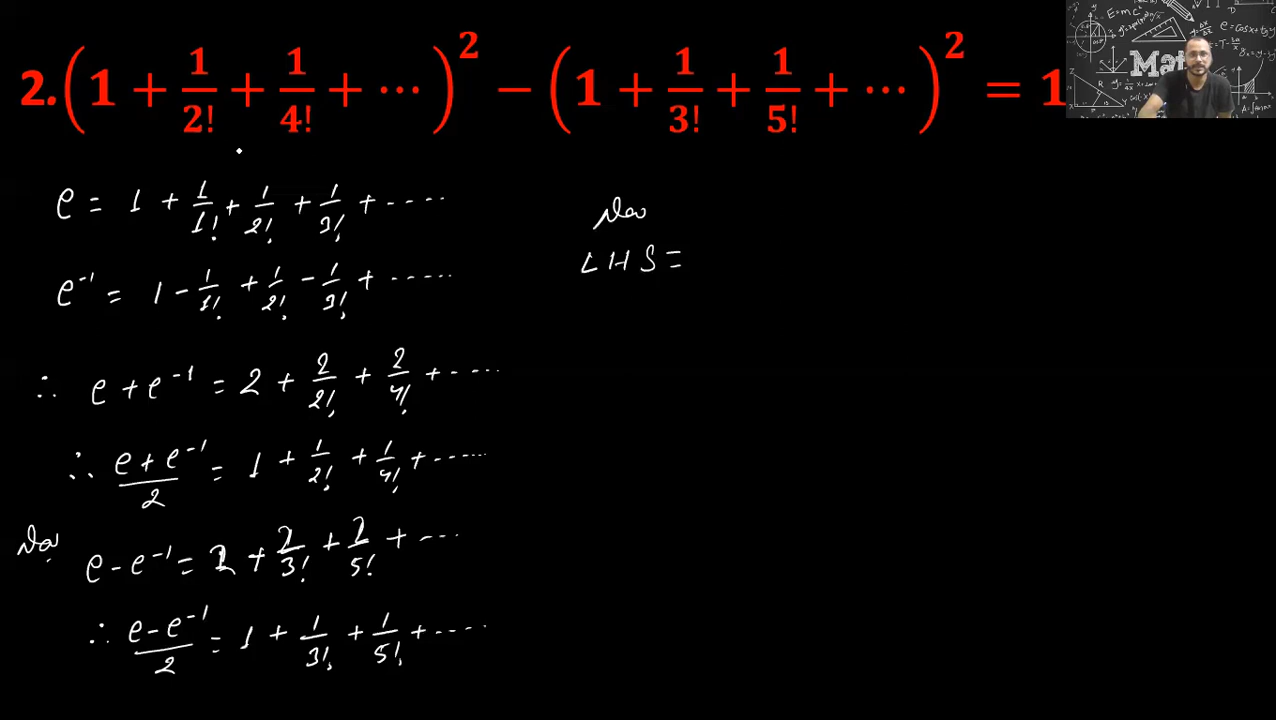 2. (1 + 1/2! + 1/4! + ⋯)² − (1 + 1/3! + 1/5! + ⋯)² = 1
e = 1 + 1/1! + 1/2! + 1/3! + .....
e⁻¹ = 1 − 1/1! + 1/2! − 1/3! + ......
∴ e + e⁻¹ = 2 + 2/2! + 2/4! + .....
∴ (e + e⁻¹)/2 = 1 + 1/2! + 1/4! + ......
Now e − e⁻¹ = 2 + 2/3! + 2/5! + ....
∴ (e − e⁻¹)/2 = 1 + 1/3! + 1/5! + .....
Now
LHS =